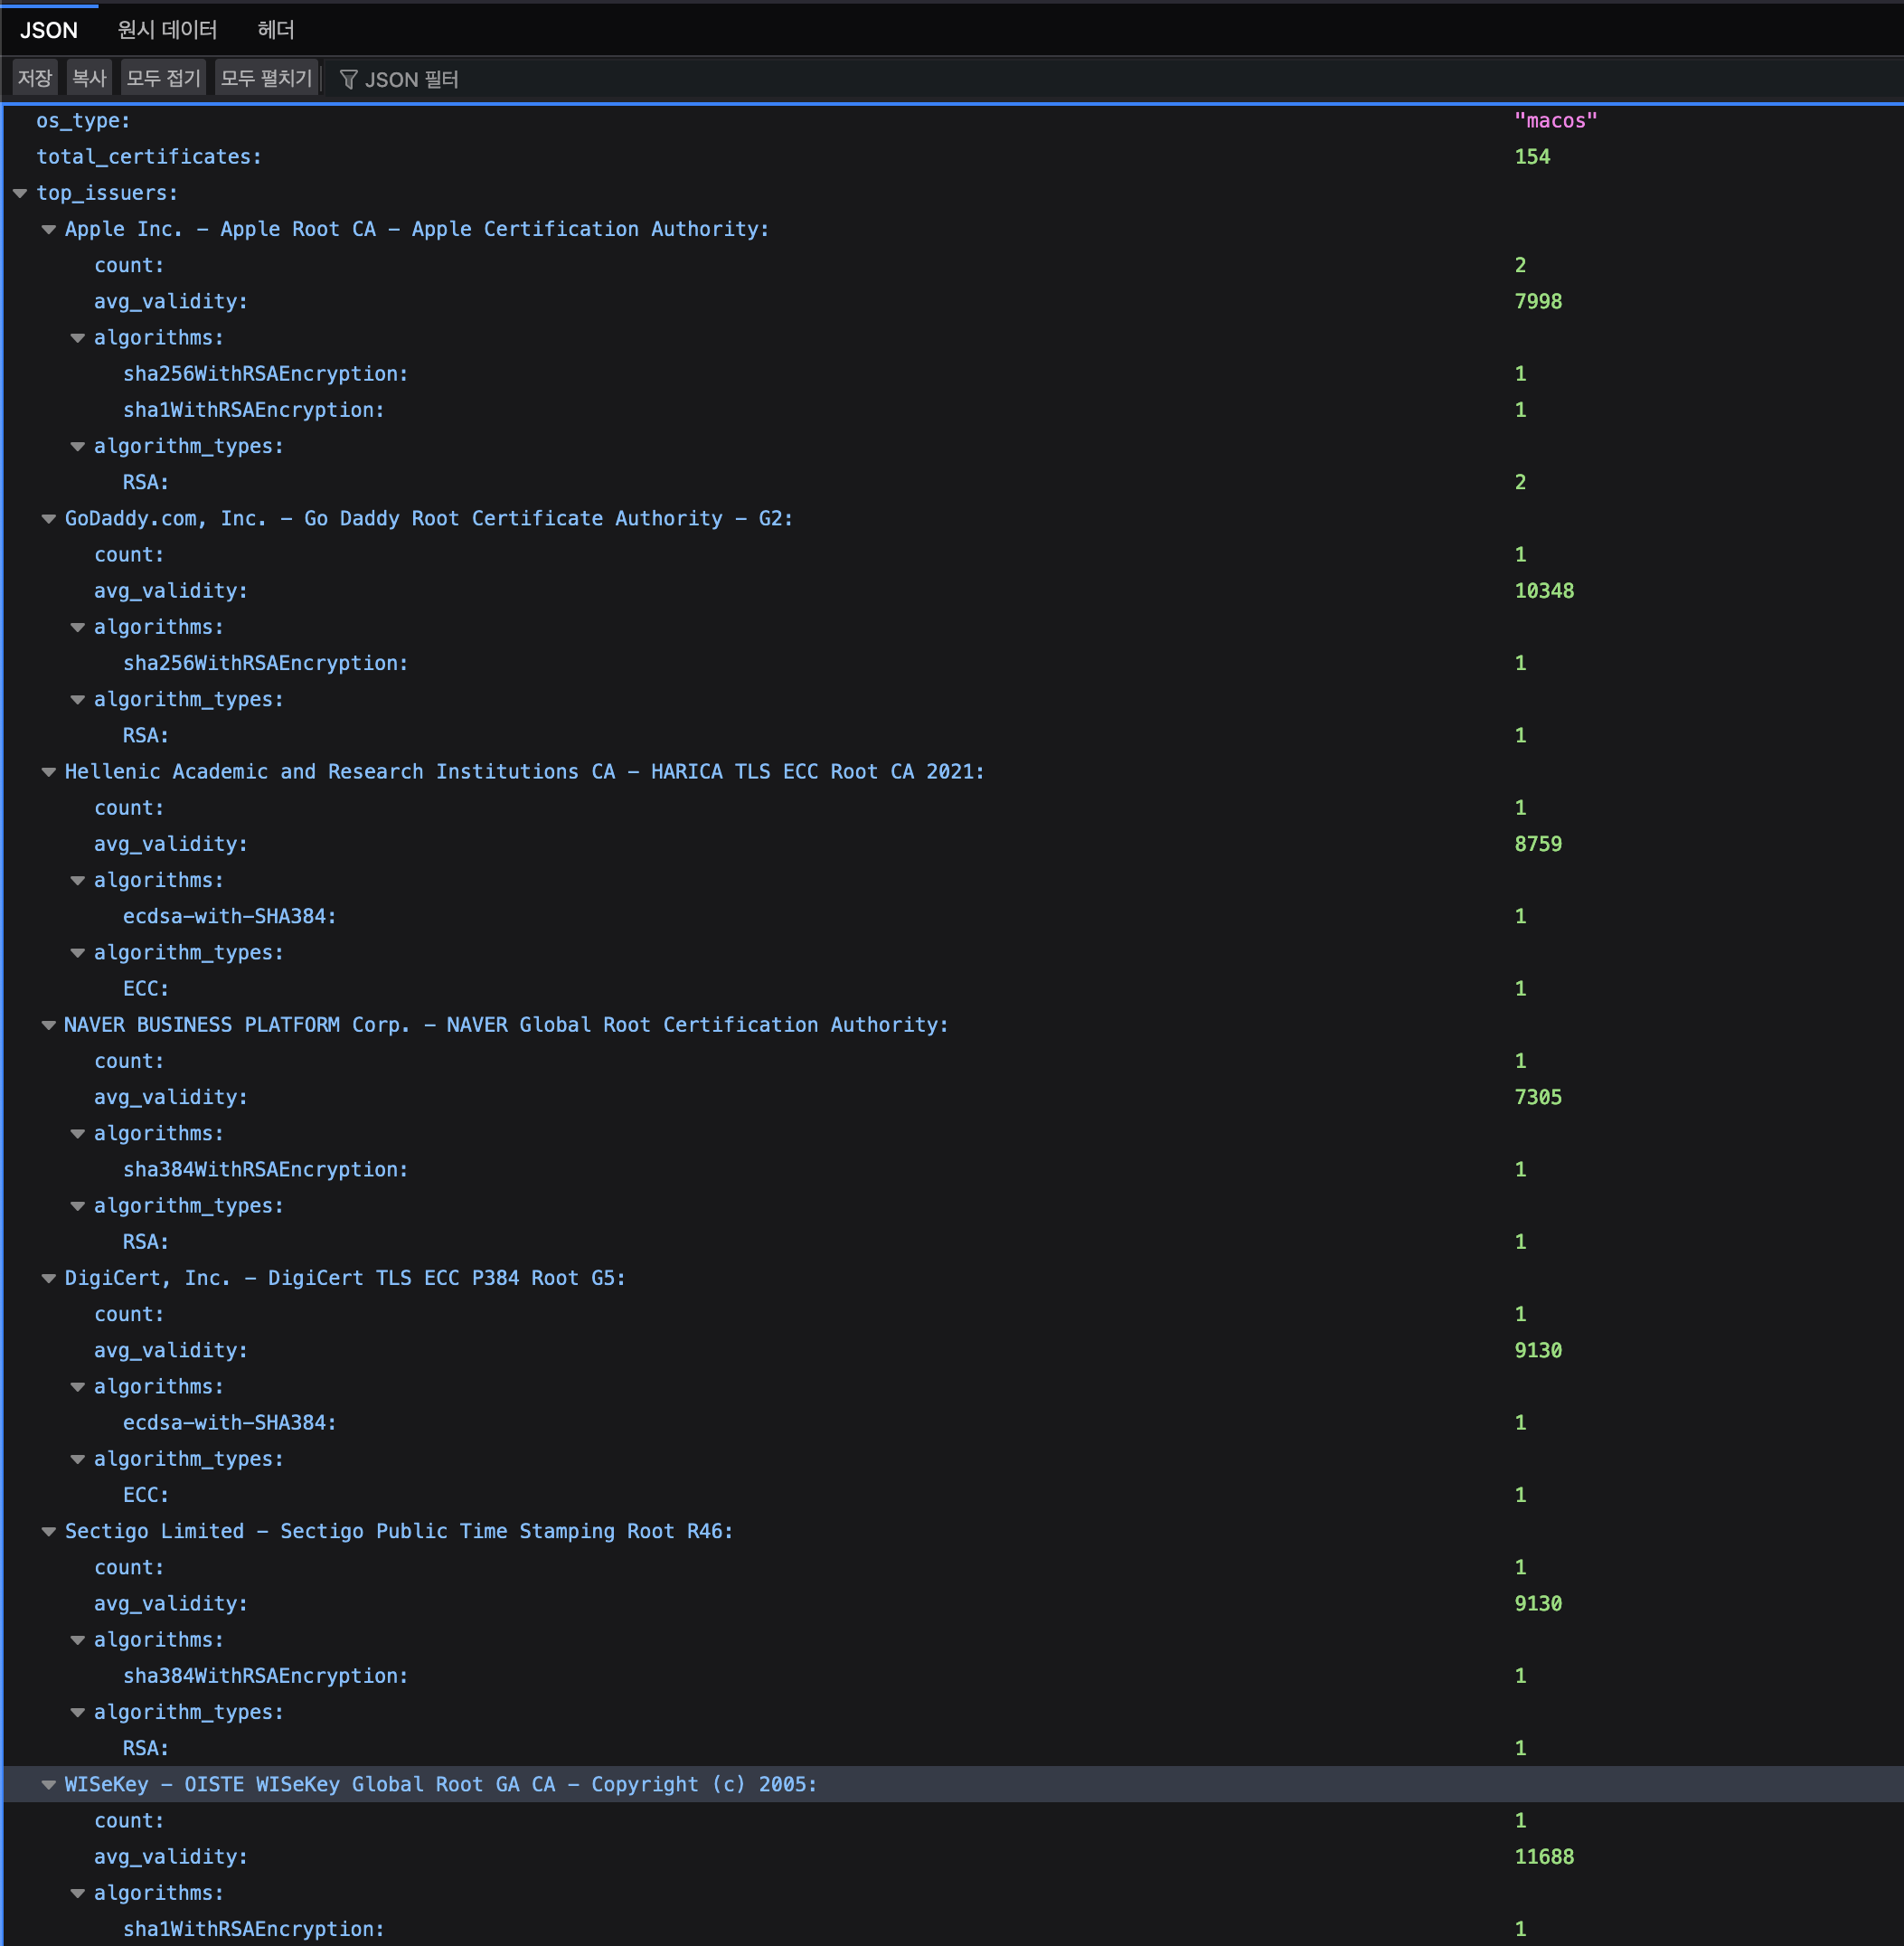 JSON 원시 데이터 헤더
저장 복사 모두 접기 모두 펼치기 JSON 필터
os_type: "macos"
total_certificates: 154
top_issuers:
Apple Inc. - Apple Root CA - Apple Certification Authority:
count: 2
avg_validity: 7998
algorithms:
sha256WithRSAEncryption: 1
sha1WithRSAEncryption: 1
algorithm_types:
RSA: 2
GoDaddy.com, Inc. - Go Daddy Root Certificate Authority - G2:
count: 1
avg_validity: 10348
algorithms:
sha256WithRSAEncryption: 1
algorithm_types:
RSA: 1
Hellenic Academic and Research Institutions CA - HARICA TLS ECC Root CA 2021:
count: 1
avg_validity: 8759
algorithms:
ecdsa-with-SHA384: 1
algorithm_types:
ECC: 1
NAVER BUSINESS PLATFORM Corp. - NAVER Global Root Certification Authority:
count: 1
avg_validity: 7305
algorithms:
sha384WithRSAEncryption: 1
algorithm_types:
RSA: 1
DigiCert, Inc. - DigiCert TLS ECC P384 Root G5:
count: 1
avg_validity: 9130
algorithms:
ecdsa-with-SHA384: 1
algorithm_types:
ECC: 1
Sectigo Limited - Sectigo Public Time Stamping Root R46:
count: 1
avg_validity: 9130
algorithms:
sha384WithRSAEncryption: 1
algorithm_types:
RSA: 1
WISeKey - OISTE WISeKey Global Root GA CA - Copyright (c) 2005:
count: 1
avg_validity: 11688
algorithms:
sha1WithRSAEncryption: 1